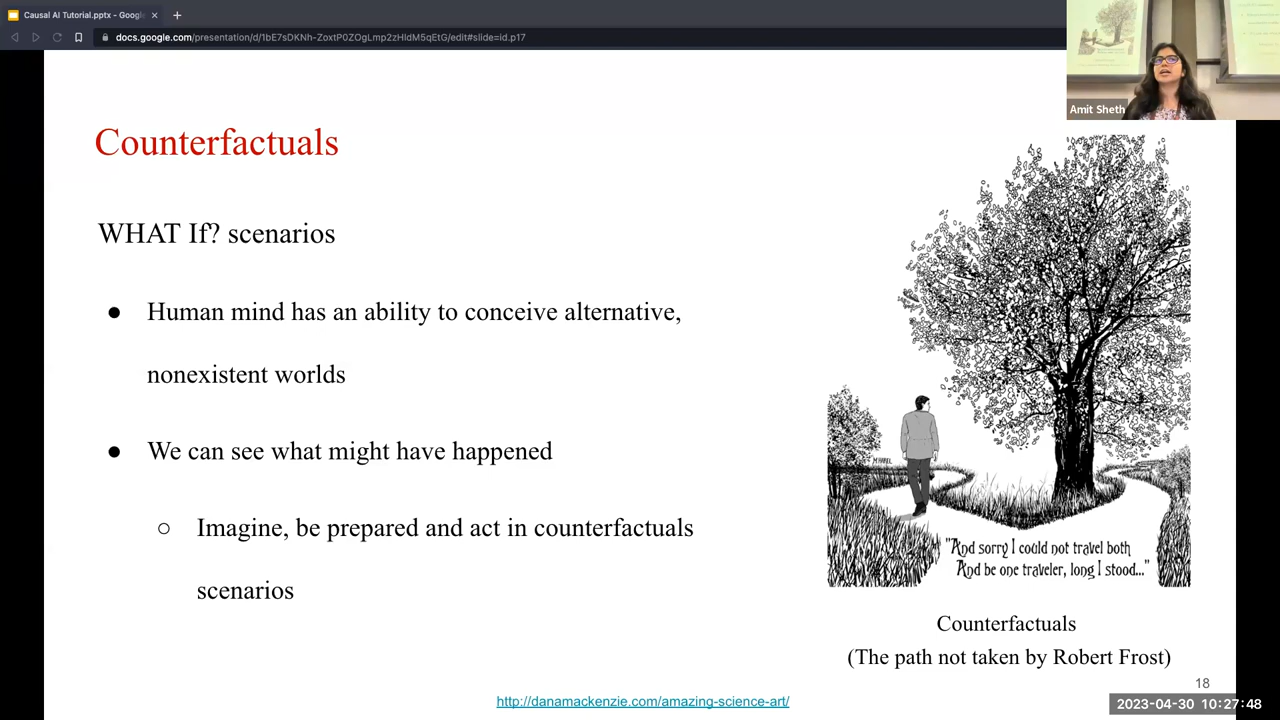 Causal AI Tutorial.pptx - Google
docs.google.com/presentation/d/1bE7sDKNh-ZoxtP0ZOgLmp2zzHldM5qEtG/edit#slide=id.p17
Amit Sheth
Counterfactuals
WHAT If? scenarios
● Human mind has an ability to conceive alternative,
nonexistent worlds
● We can see what might have happened
○ Imagine, be prepared and act in counterfactuals
scenarios
"And sorry I could not travel both
And be one traveler, long I stood..."
Counterfactuals
(The path not taken by Robert Frost)
18
http://danamackenzie.com/amazing-science-art/
2023-04-30 10:27:48